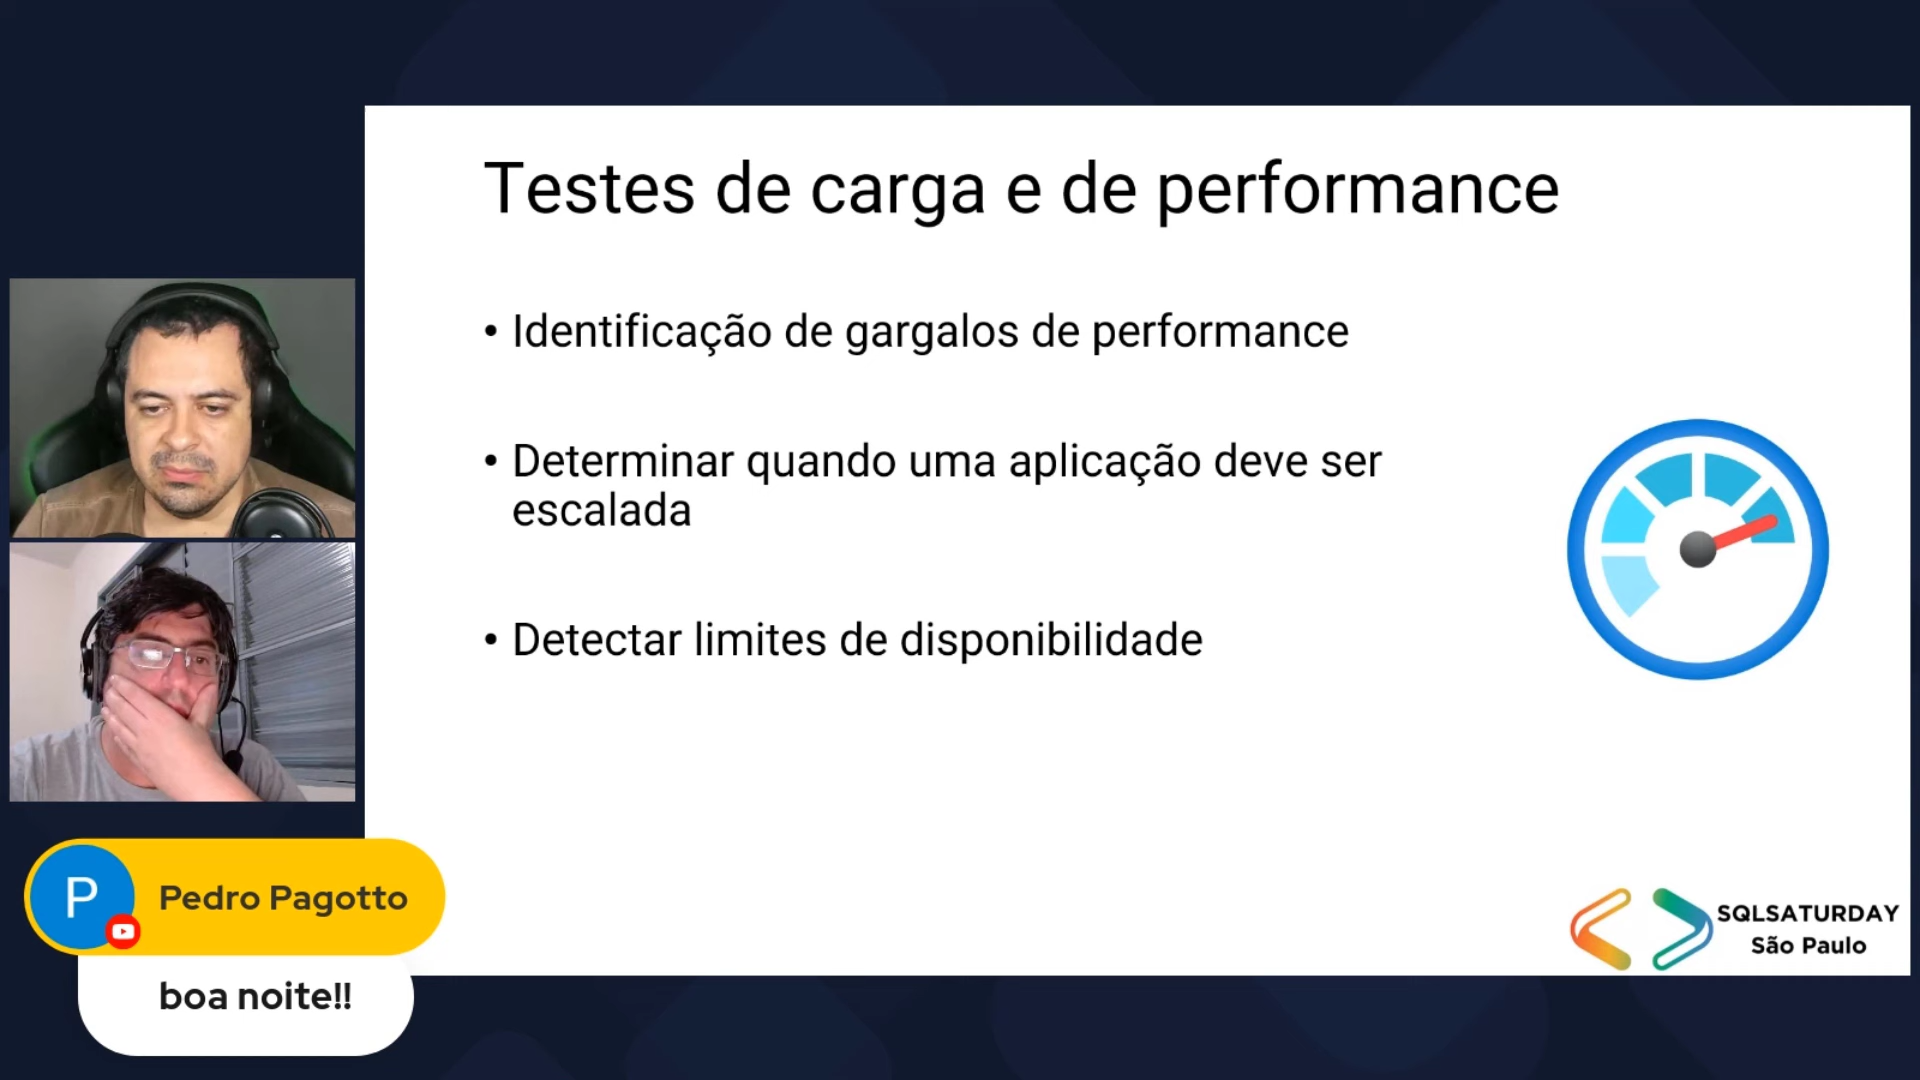 Testes de carga e de performance
• Identificação de gargalos de performance
• Determinar quando uma aplicação deve ser
escalada
• Detectar limites de disponibilidade
P
Pedro Pagotto
boa noite!!
SQLSATURDAY
São Paulo